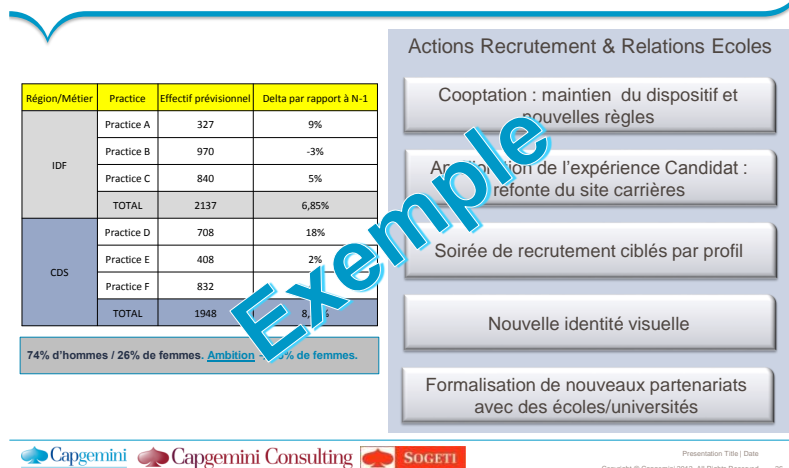 Actions Recrutement & Relations Ecoles
Région/Métier Practice Effectif prévisionnel Delta par rapport à N-1
IDF
Practice A 327 9%
Practice B 970 -3%
Practice C 840 5%
TOTAL 2137 6,85%
CDS
Practice D 708 18%
Practice E 408 2%
Practice F 832
TOTAL 1948
74% d'hommes / 26% de femmes. Ambition de femmes.
Cooptation : maintien du dispositif et
nouvelles règles
de l'expérience Candidat :
refonte du site carrières
Soirée de recrutement ciblés par profil
Nouvelle identité visuelle
Formalisation de nouveaux partenariats
avec des écoles/universités
Exemple
Capgemini Capgemini Consulting SOGETI
Presentation Title | Date